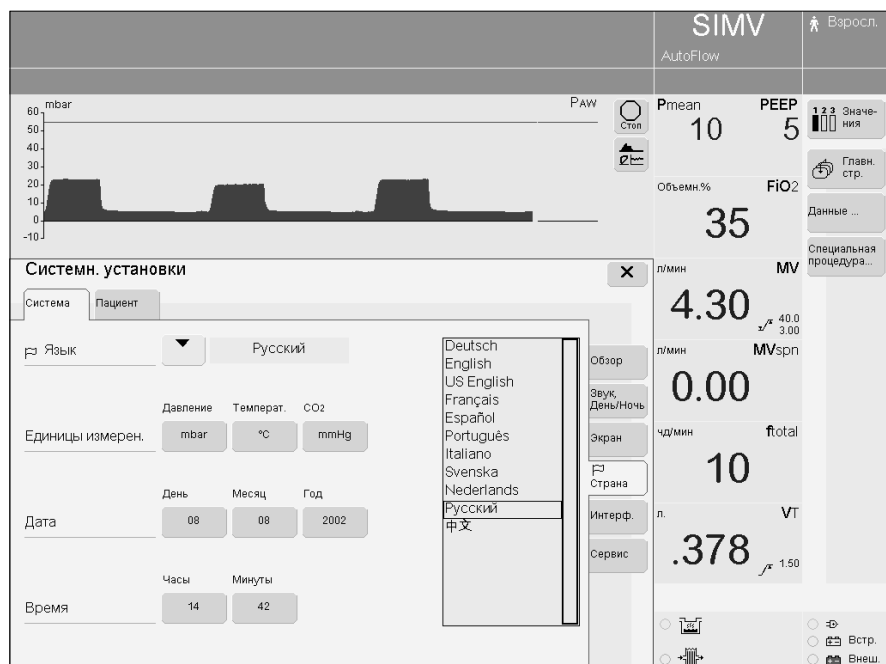 SIMV
AutoFlow
Взросл.
mbar
60
50
40
30
20
10
0
-10
PAW
Стоп
Pmean
10
PEEP
5
Объемн.%
FiO2
35
л/мин
MV
4.30
40.0
3.00
л/мин
MVspn
0.00
чд/мин
ftotal
10
л.
VT
.378
1.50
1 2 3
Значе-
ния
Главн.
стр.
Данные ...
Специальная
процедура...
Системн. установки
Система
Пациент
Язык
Русский
Единицы измерен.
Давление
Температ.
CO2
mbar
°C
mmHg
Дата
День
Месяц
Год
08
08
2002
Время
Часы
Минуты
14
42
Deutsch
English
US English
Français
Español
Português
Italiano
Svenska
Nederlands
Русский
中文
Обзор
Звук,
День/Ночь
Экран
Страна
Интерф.
Сервис
Встр.
Внеш.